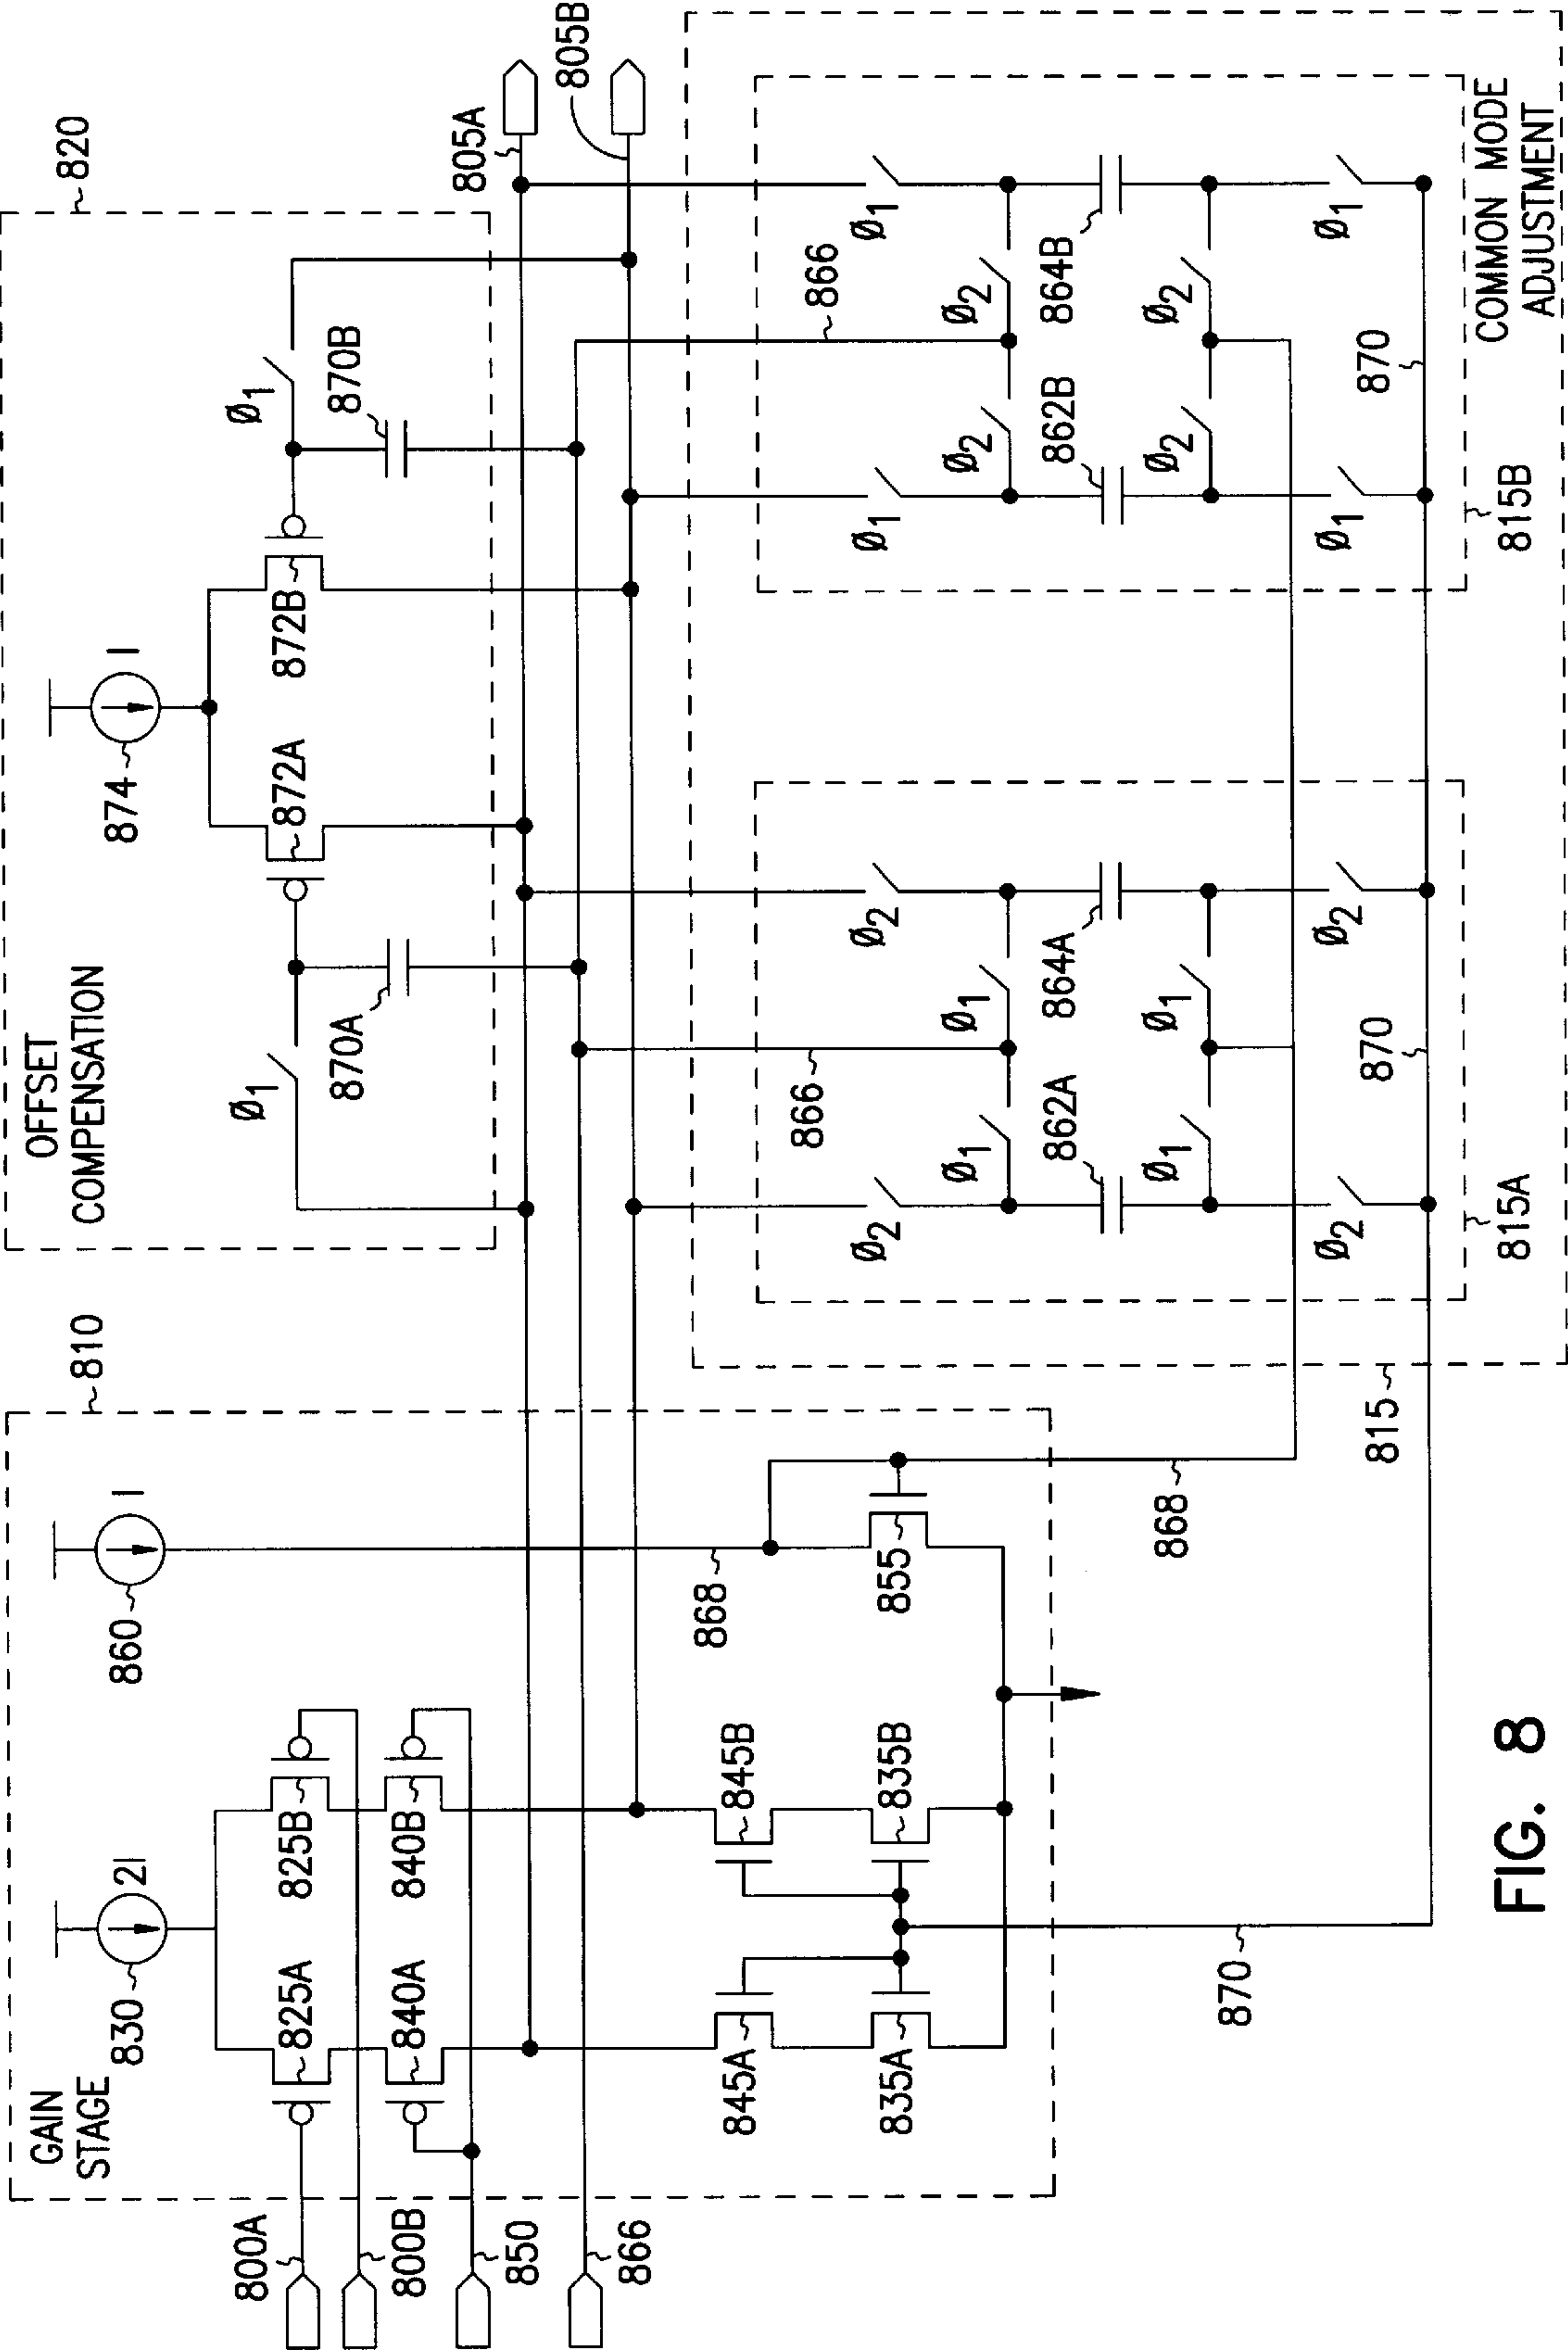 GAIN
STAGE
810
830
2I
860
I
825A
825B
840A
840B
845A
845B
835A
835B
855
868
868
870
800A
800B
850
866
OFFSET
COMPENSATION
820
874
I
872A
872B
Ø1
Ø1
870A
870B
805A
805B
866
866
Ø2
Ø2
Ø1
Ø1
862A
864A
Ø1
Ø1
Ø2
Ø2
870
815A
815
Ø1
Ø1
Ø2
Ø2
862B
864B
Ø2
Ø2
Ø1
Ø1
870
815B
COMMON MODE
ADJUSTMENT
FIG. 8